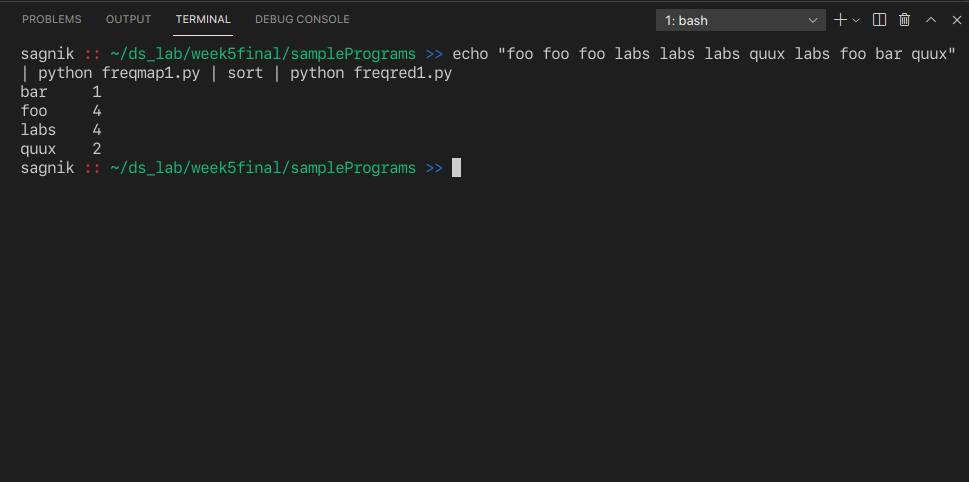 PROBLEMS OUTPUT TERMINAL DEBUG CONSOLE 1: bash
sagnik :: ~/ds_lab/week5final/samplePrograms >> echo "foo foo foo labs labs labs quux labs foo bar quux"
| python freqmap1.py | sort | python freqred1.py
bar 1
foo 4
labs 4
quux 2
sagnik :: ~/ds_lab/week5final/samplePrograms >>